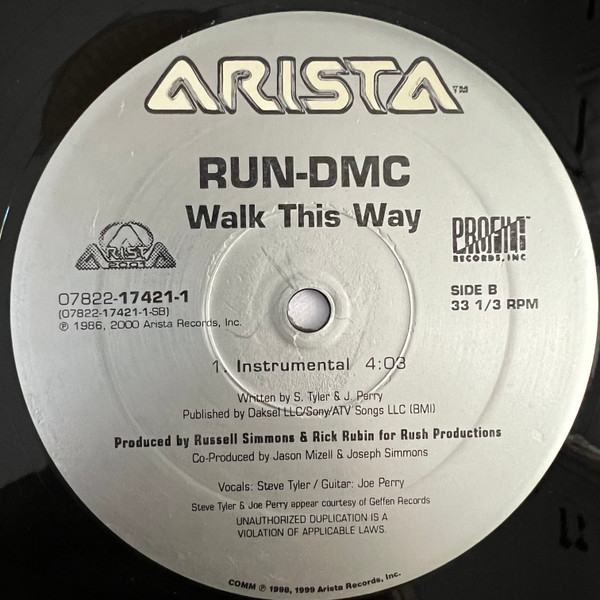 ARISTA™
RUN-DMC
Walk This Way
ARISTA
2001
PROFILE™
RECORDS, INC
07822-17421-1
(07822-17421-1-SB)
℗ 1986, 2000 Arista Records, Inc.
SIDE B
33 1/3 RPM
1. Instrumental 4:03
Written by S. Tyler & J. Perry
Published by Daksel LLC/Sony/ATV Songs LLC (BMI)
Produced by Russell Simmons & Rick Rubin for Rush Productions
Co-Produced by Jason Mizell & Joseph Simmons
Vocals: Steve Tyler / Guitar: Joe Perry
Steve Tyler & Joe Perry appear courtesy of Geffen Records
UNAUTHORIZED DUPLICATION IS A
VIOLATION OF APPLICABLE LAWS.
COMM ℗ 1998, 1999 Arista Records, Inc.